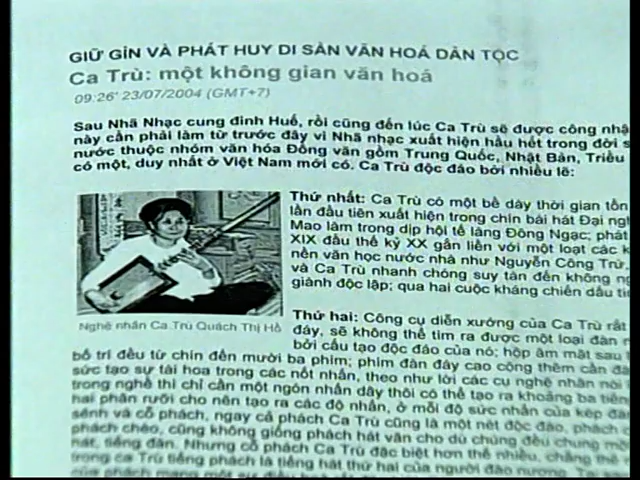 GIỮ GÌN VÀ PHÁT HUY DI SẢN VĂN HOÁ DÂN TỘC
Ca Trù: một không gian văn hoá
09:26' 23/07/2004 (GMT+7)
Sau Nhã Nhạc cung đình Huế, rồi cũng đến lúc Ca Trù sẽ được công nhậ
này cần phải làm từ trước đây vì Nhã nhạc xuất hiện hầu hết trong đời s
nước thuộc nhóm văn hóa Đồng văn gồm Trung Quốc, Nhật Bản, Triều
có một, duy nhất ở Việt Nam mới có. Ca Trù độc đáo bởi nhiều lẽ:
Thứ nhất: Ca Trù có một bề dày thời gian tồn
lần đầu tiên xuất hiện trong chín bài hát Đại ngh
Mao làm trong dịp hội tế làng Đông Ngạc; phát
XIX đầu thế kỷ XX gắn liền với một loạt các k
nền văn học nước nhà như Nguyễn Công Trứ,
và Ca Trù nhanh chóng suy tàn đến không ng
giành độc lập; qua hai cuộc kháng chiến dấu tí
Nghệ nhân Ca Trù Quách Thị Hồ
Thứ hai: Công cụ diễn xướng của Ca Trù rất
đáy, sẽ không thể tìm ra được một loại đàn n
bởi cấu tạo độc đáo của nó; hộp âm mặt sau
bố trí đều từ chín đến mười ba phím; phím đàn đáy cao cộng thêm cần đà
sức tạo sự tài hoa trong các nốt nhấn, theo như lời các cụ nghệ nhân nói
trong nghề thì chỉ cần một ngón nhấn dây thôi có thể tạo ra khoảng ba tiến
hai phân rưỡi cho nên tạo ra các độ nhấn, ở mỗi độ sức nhấn của kép đàn
sênh và cỗ phách, ngay cả phách Ca Trù cũng là một nét độc đáo, phách c
phách chèo, cũng không giống phách hát văn cho dù chúng đều chung mộ
hát, tiếng đàn. Nhưng cỗ phách Ca Trù đặc biệt hơn thế nhiều, chẳng thế
trong ca Trù tiếng phách là tiếng hát thứ hai của người đào nương.